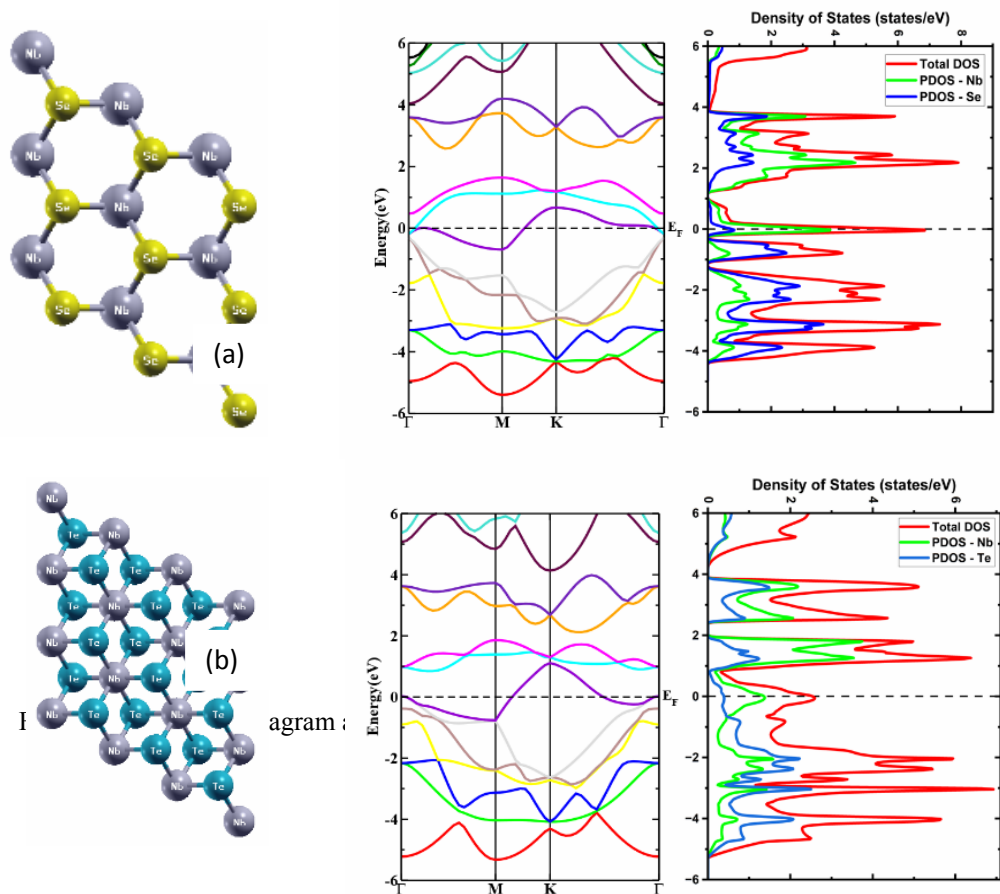 Nb
Se Nb
Se
Nb Nb
Se Nb Se
Nb Se Nb
Se Nb Se
Se
Se
(a)
6
4
2
0
-2
-4
-6
Energy(eV)
Γ M K Γ
E_F
Density of States (states/eV)
0 2 4 6 8
Total DOS
PDOS - Nb
PDOS - Se
6
4
2
0
-2
-4
-6
Nb
Te Nb
Nb Te Te Nb
Te Te Nb Te Te Nb
Nb Te Te Nb
Te Te Nb Te
Nb Te Te Nb Te Te Nb
Te Te Nb
Nb Te Te Nb
Nb Te Nb
Nb
(b)
agram
6
4
2
0
-2
-4
-6
Energy(eV)
Γ M K Γ
E_F
Density of States (states/eV)
0 2 4 6
Total DOS
PDOS - Nb
PDOS - Te
6
4
2
0
-2
-4
-6